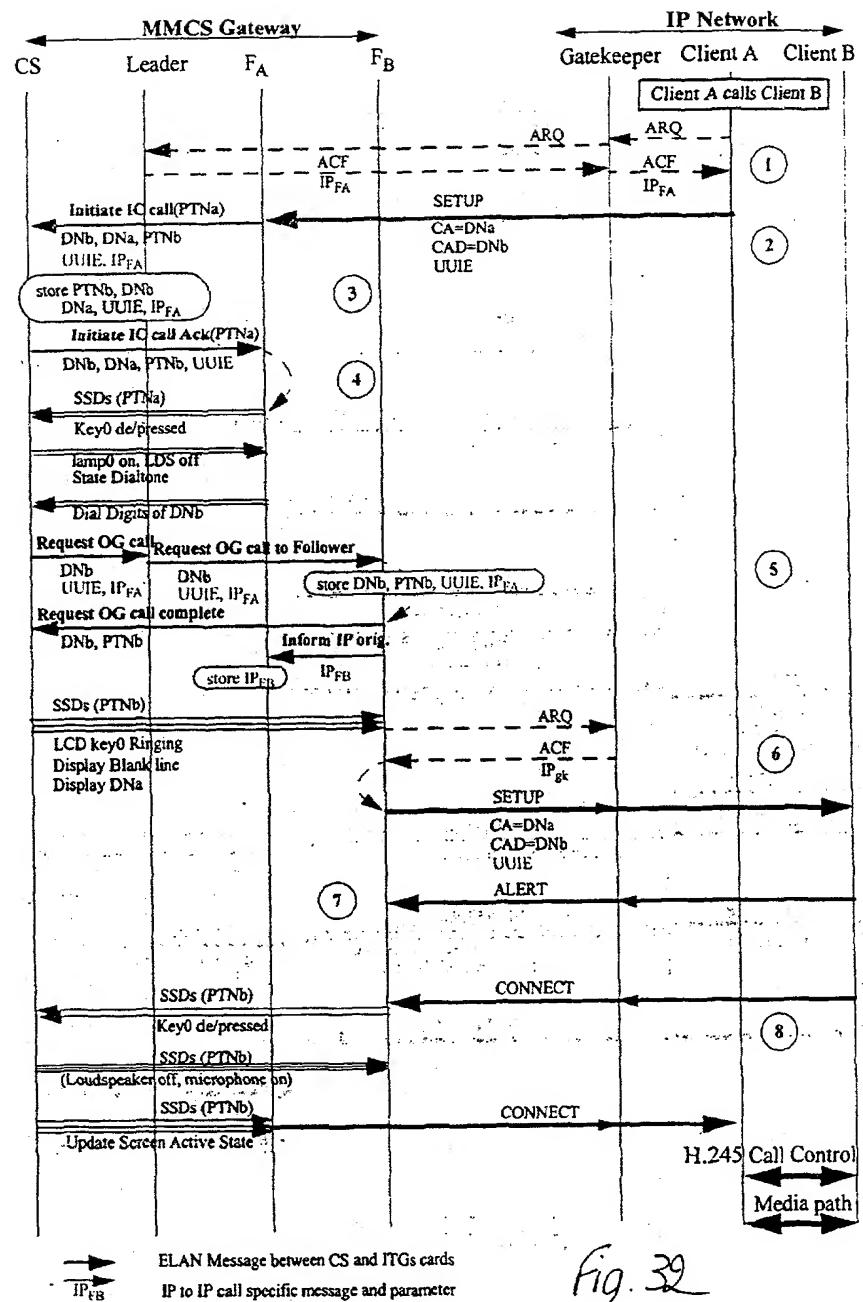 MMCS Gateway
IP Network
CS Leader FA FB Gatekeeper Client A Client B
Client A calls Client B
ARQ
ARQ
ACF
ACF
1
IPFA
IPFA
SETUP
Initiate IC call(PTNa)
DNb, DNa, PTNb
UUIE. IPFA
CA=DNa
CAD=DNb
UUIE
2
store PTNb, DNb
DNa, UUIE, IPFA
3
Initiate IC call Ack(PTNa)
DNb, DNa, PTNb, UUIE
4
SSDs (PTNa)
Key0 de/pressed
lamp0 on, LDS off
State Dialtone
Dial Digits of DNb
Request OG call
Request OG call to Follower
5
DNb
UUIE, IPFA
DNb
UUIE, IPFA
store DNb, PTNb, UUIE, IPFA
Request OG call complete
DNb, PTNb
Inform IP orig.
IPFB
store IPFB
SSDs (PTNb)
ARQ
LCD key0 Ringing
Display Blank line
Display DNa
ACF
6
IPgk
SETUP
CA=DNa
CAD=DNb
UUIE
7
ALERT
CONNECT
SSDs (PTNb)
Key0 de/pressed
8
SSDs (PTNb)
(Loudspeaker off, microphone on)
SSDs (PTNb)
CONNECT
Update Screen Active State
H.245 Call Control
Media path
ELAN Message between CS and ITGs cards
IPFB IP to IP call specific message and parameter
Fig. 32